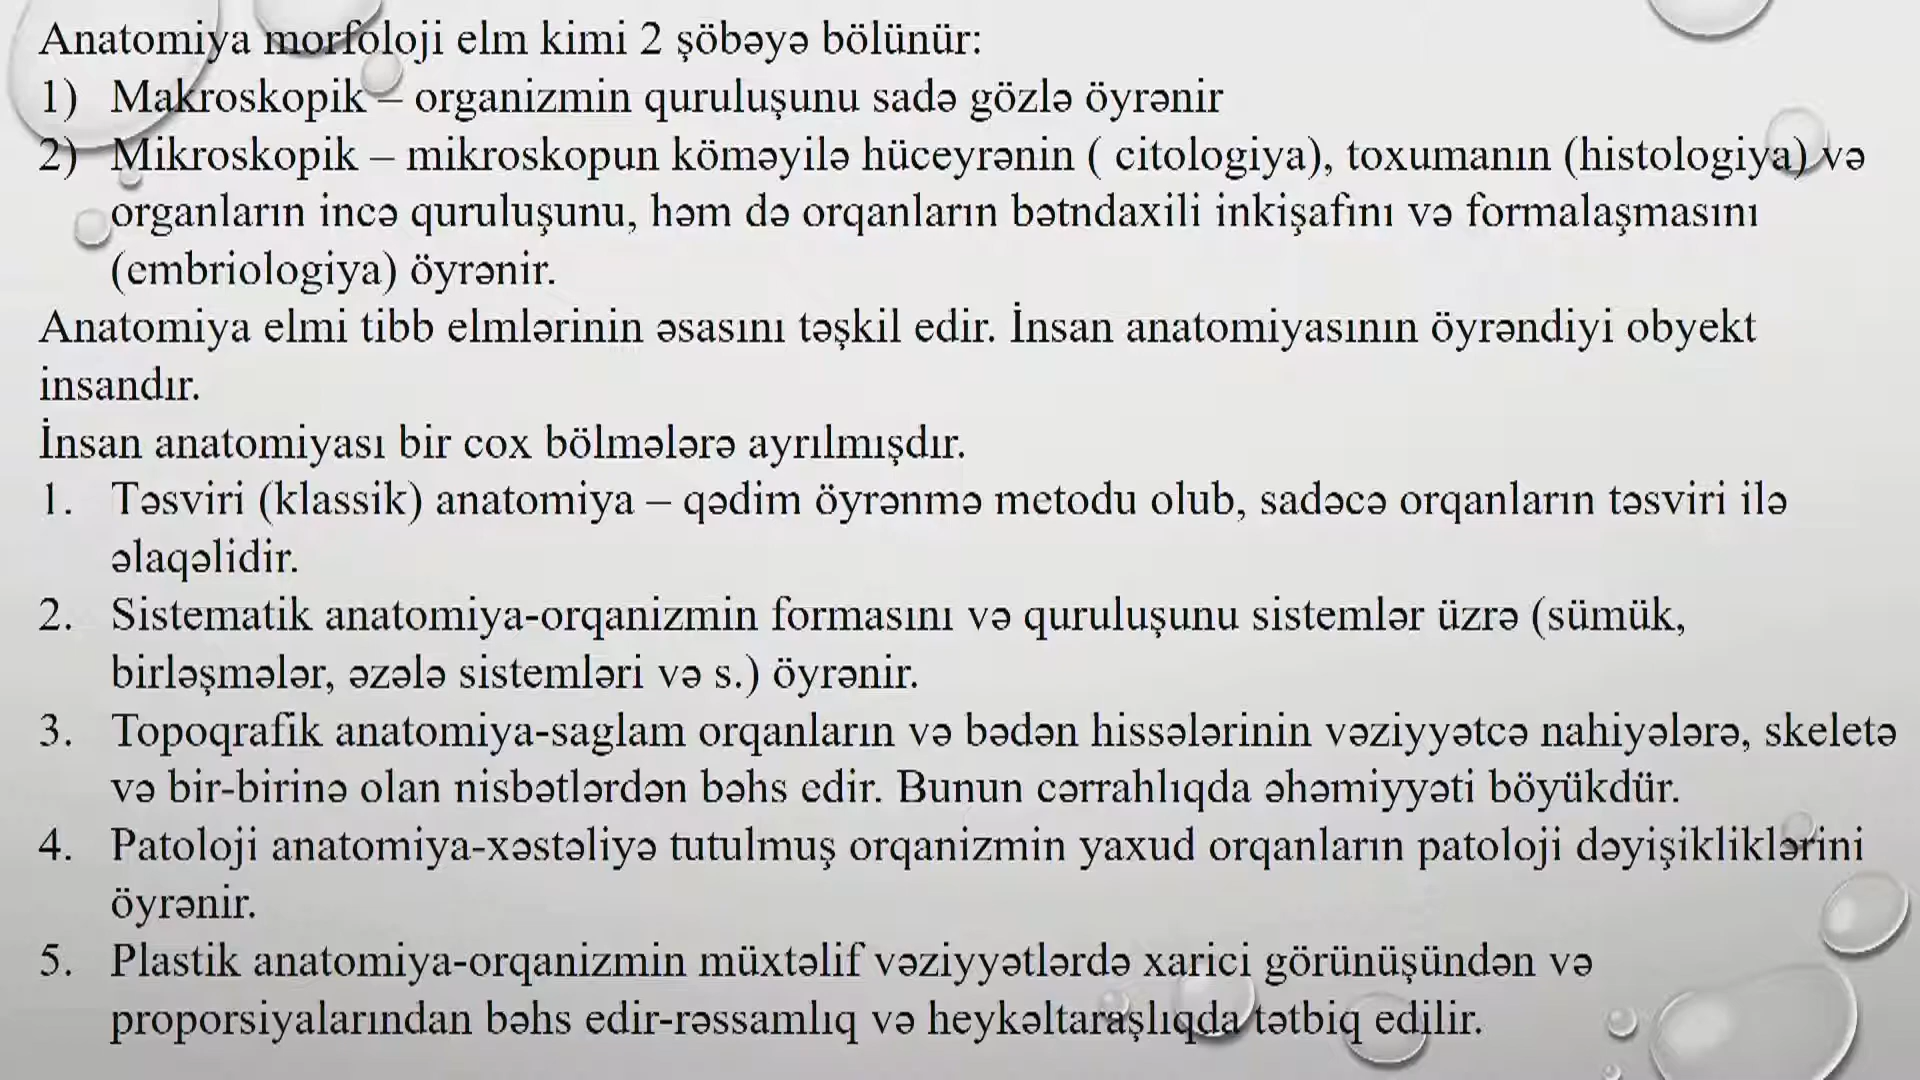 Anatomiya morfoloji elm kimi 2 şöbəyə bölünür:
1) Makroskopik – organizmin quruluşunu sadə gözlə öyrənir
2) Mikroskopik – mikroskopun köməyilə hüceyrənin ( citologiya), toxumanın (histologiya) və
organların incə quruluşunu, həm də orqanların bətndaxili inkişafını və formalaşmasını
(embriologiya) öyrənir.
Anatomiya elmi tibb elmlərinin əsasını təşkil edir. İnsan anatomiyasının öyrəndiyi obyekt
insandır.
İnsan anatomiyası bir cox bölmələrə ayrılmışdır.
1. Təsviri (klassik) anatomiya – qədim öyrənmə metodu olub, sadəcə orqanların təsviri ilə
əlaqəlidir.
2. Sistematik anatomiya-orqanizmin formasını və quruluşunu sistemlər üzrə (sümük,
birləşmələr, əzələ sistemləri və s.) öyrənir.
3. Topoqrafik anatomiya-saglam orqanların və bədən hissələrinin vəziyyətcə nahiyələrə, skeletə
və bir-birinə olan nisbətlərdən bəhs edir. Bunun cərrahlıqda əhəmiyyəti böyükdür.
4. Patoloji anatomiya-xəstəliyə tutulmuş orqanizmin yaxud orqanların patoloji dəyişikliklərini
öyrənir.
5. Plastik anatomiya-orqanizmin müxtəlif vəziyyətlərdə xarici görünüşündən və
proporsiyalarından bəhs edir-rəssamlıq və heykəltaraşlıqda tətbiq edilir.